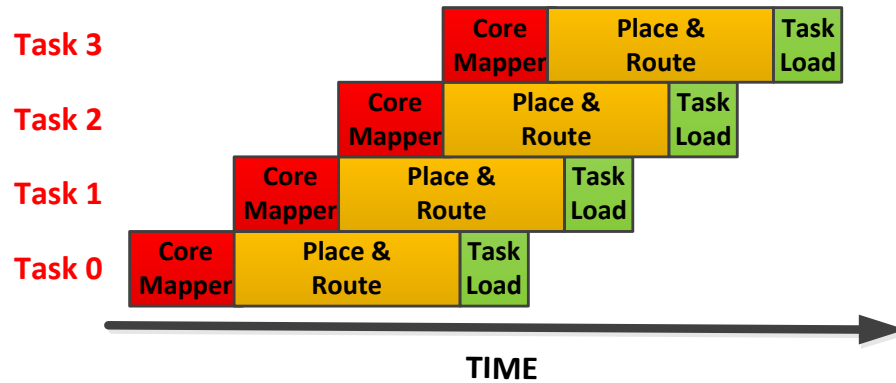 Task 3
Core
Mapper
Place &
Route
Task
Load
Task 2
Core
Mapper
Place &
Route
Task
Load
Task 1
Core
Mapper
Place &
Route
Task
Load
Task 0
Core
Mapper
Place &
Route
Task
Load
TIME